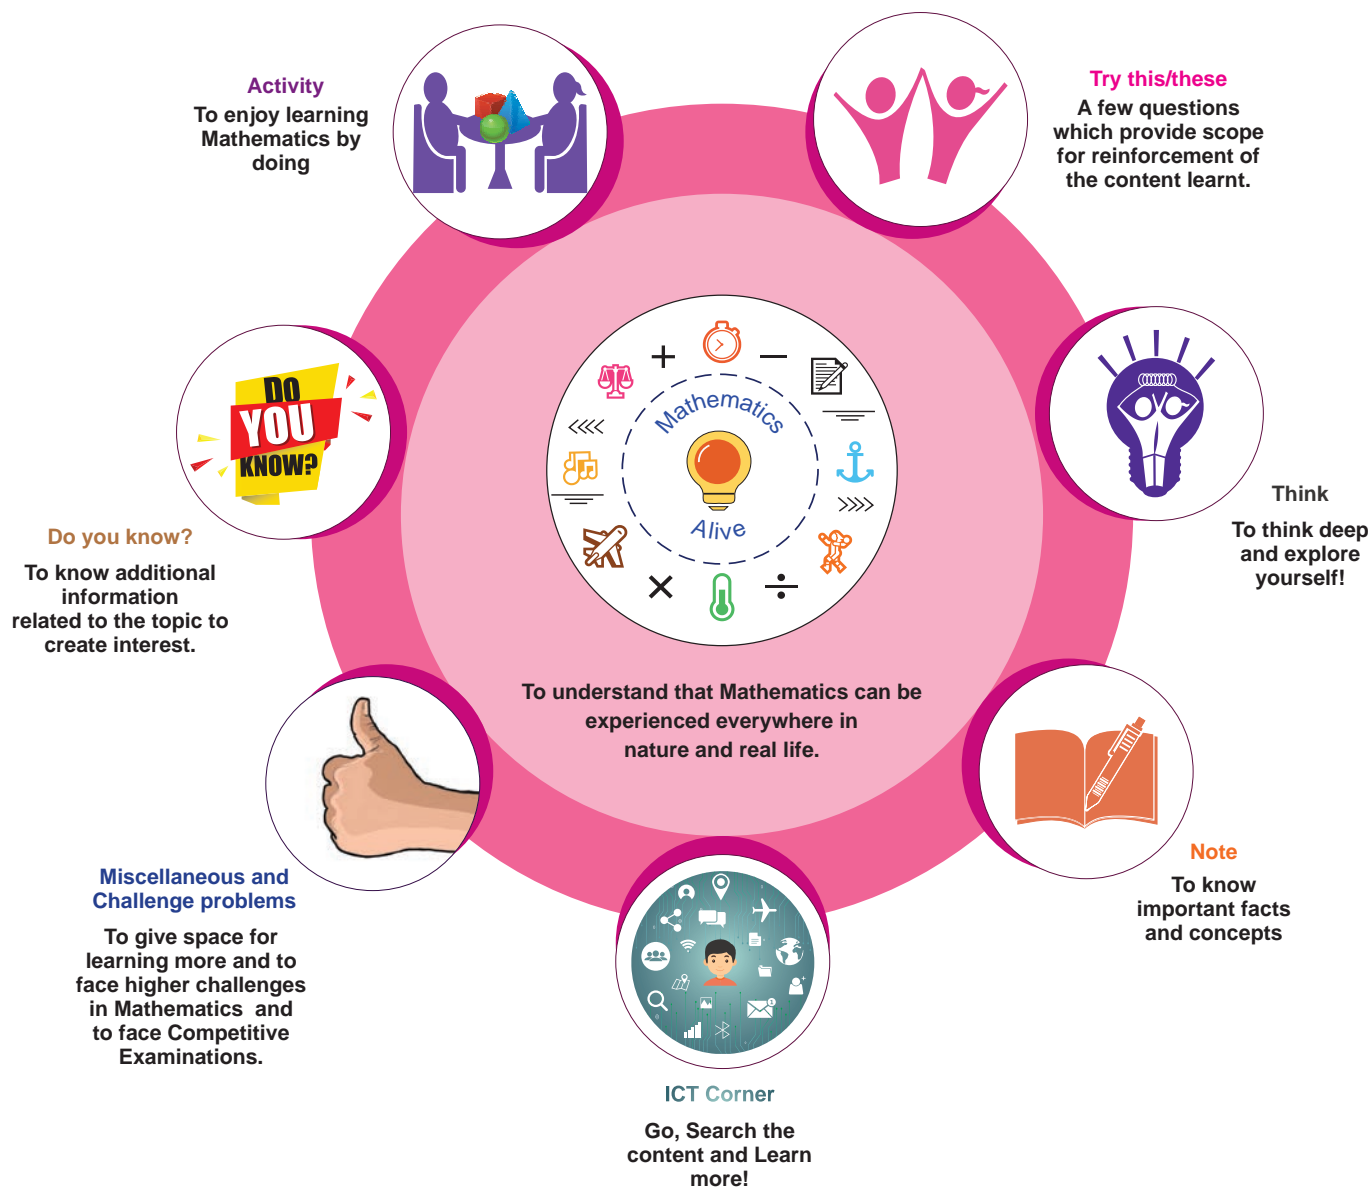 Activity
To enjoy learning
Mathematics by
doing
Try this/these
A few questions
which provide scope
for reinforcement of
the content learnt.
DO
YOU
KNOW?
Do you know?
To know additional
information
related to the topic to
create interest.
Mathematics
Alive
To understand that Mathematics can be
experienced everywhere in
nature and real life.
Think
To think deep
and explore
yourself!
Miscellaneous and
Challenge problems
To give space for
learning more and to
face higher challenges
in Mathematics and
to face Competitive
Examinations.
Note
To know
important facts
and concepts
1
ICT Corner
Go, Search the
content and Learn
more!